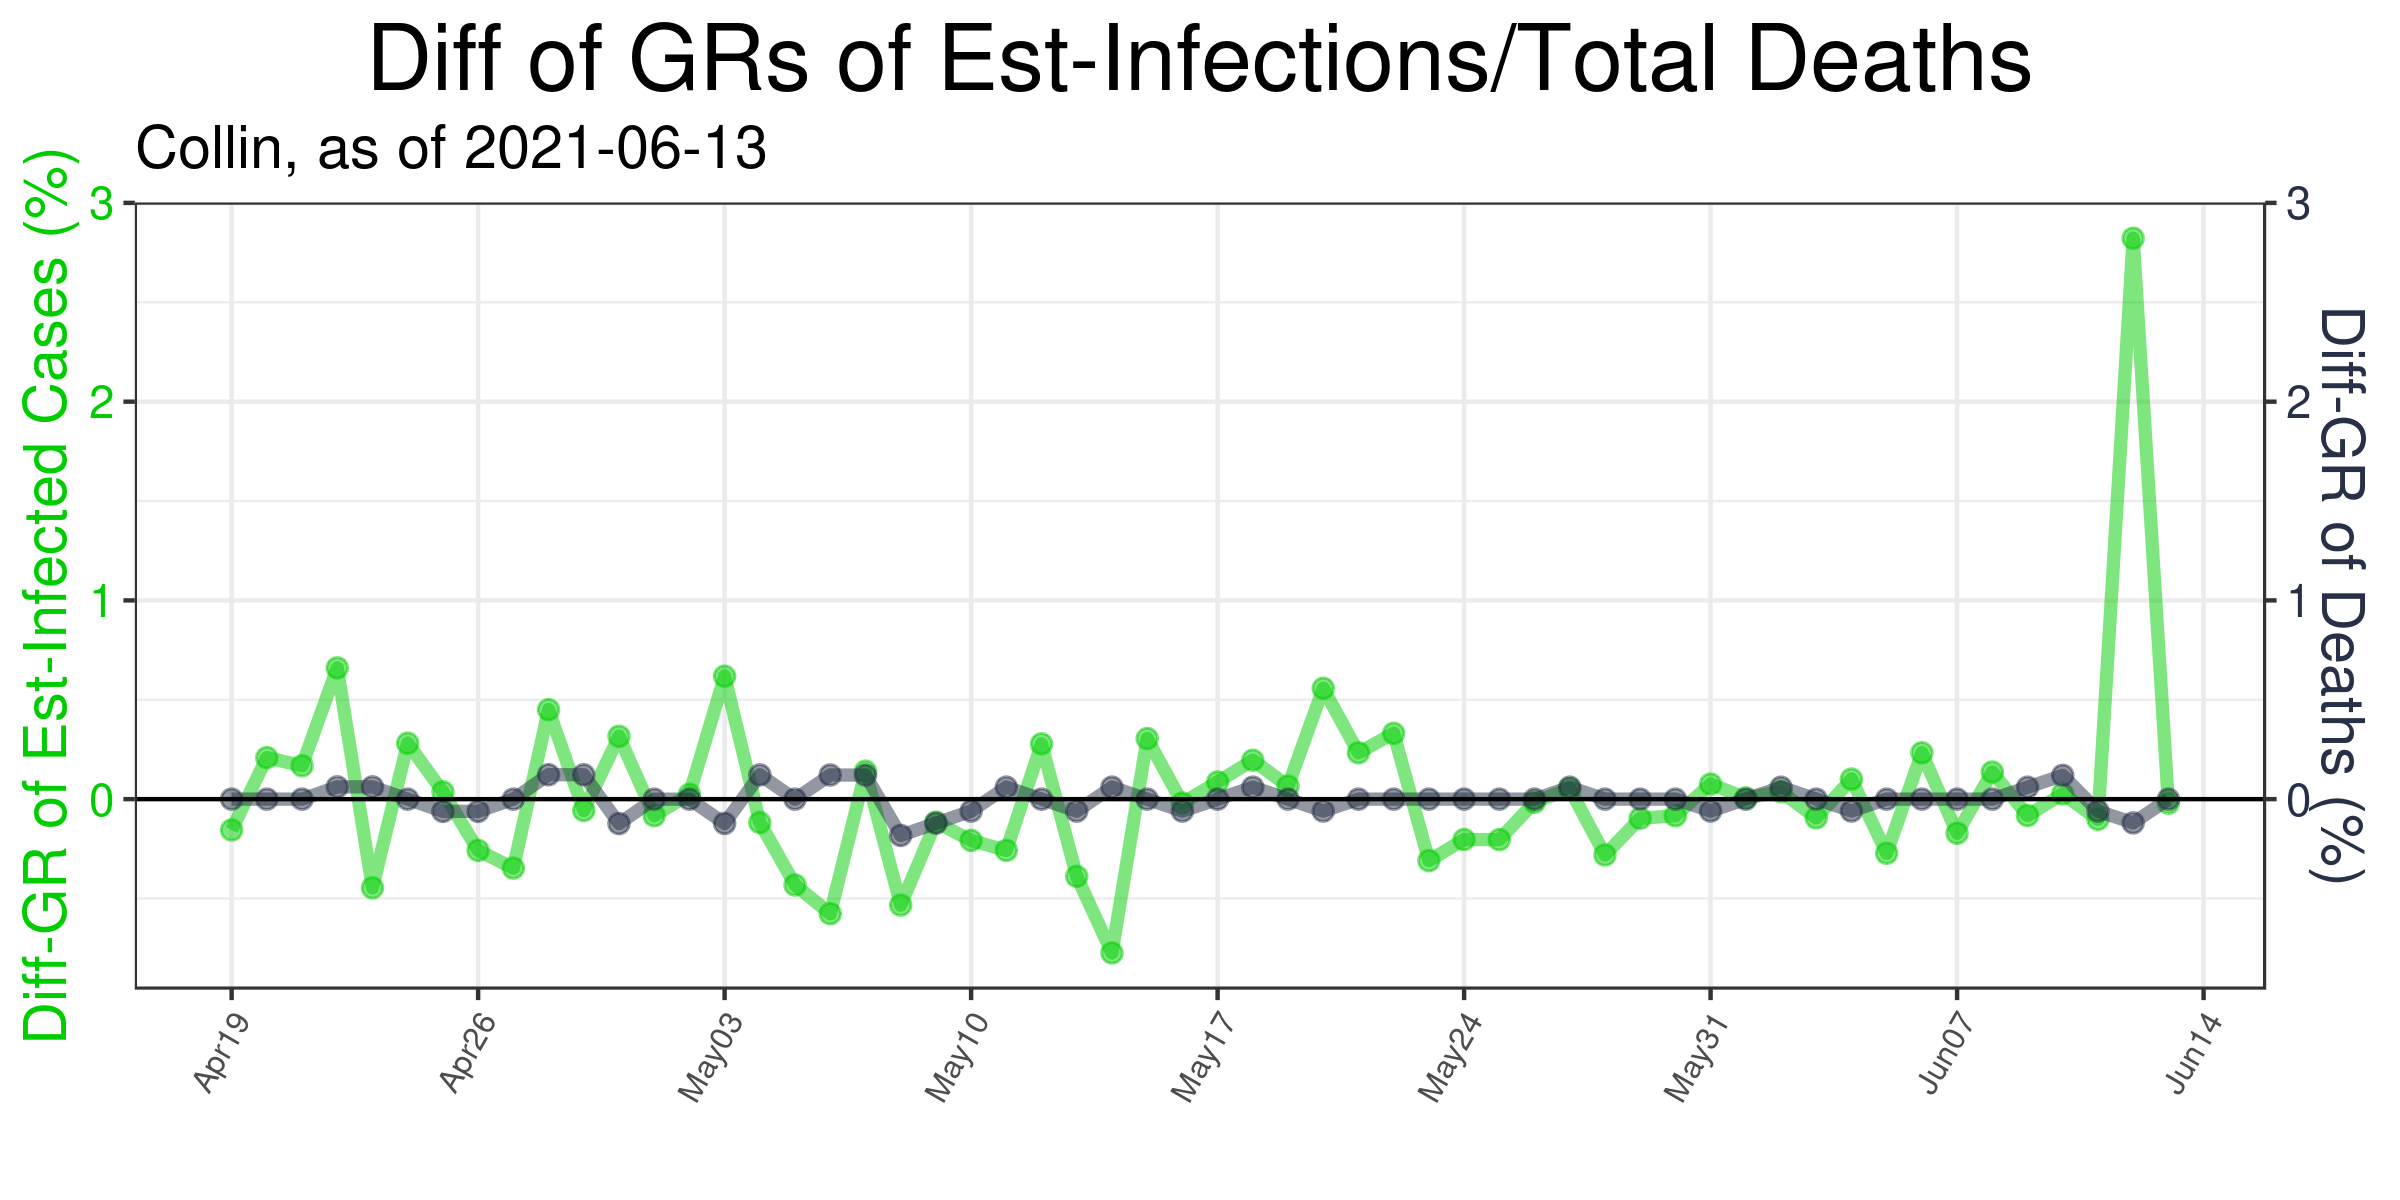 Diff of GRs of Est-Infections/Total Deaths
Collin, as of 2021-06-13
Diff-GR of Est-Infected Cases (%)
3
2
1
0
3
2
1
0
Diff-GR of Deaths (%)
Apr19
Apr26
May03
May10
May17
May24
May31
Jun07
Jun14